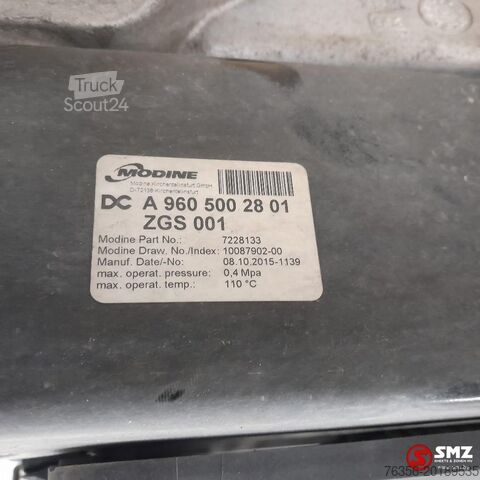 Truck
Scout24
MODINE
Modine Kirchentellinsfurt GmbH
D-72138 Kirchentellinsfurt
DC A 960 500 28 01
ZGS 001
Modine Part No.: 7228133
Modine Draw. No./Index: 10087902-00
Manuf. Date/-No: 08.10.2015-1139
max. operat. pressure: 0,4 Mpa
max. operat. temp.: 110 °C
SMZ
76356-20189535